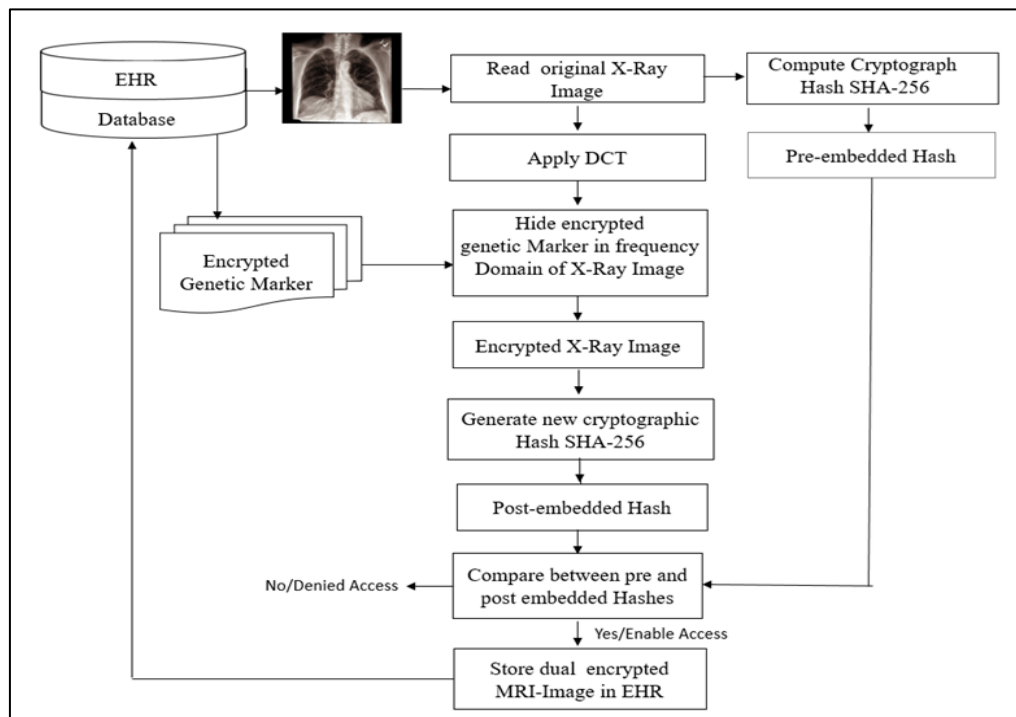 EHR
Database
Read original X-Ray
Image
Compute Cryptograph
Hash SHA-256
Pre-embedded Hash
Apply DCT
Hide encrypted
genetic Marker in frequency
Domain of X-Ray Image
Encrypted
Genetic Marker
Encrypted X-Ray Image
Generate new cryptographic
Hash SHA-256
Post-embedded Hash
Compare between pre and
post embedded Hashes
No/Denied Access
Yes/Enable Access
Store dual encrypted
MRI-Image in EHR